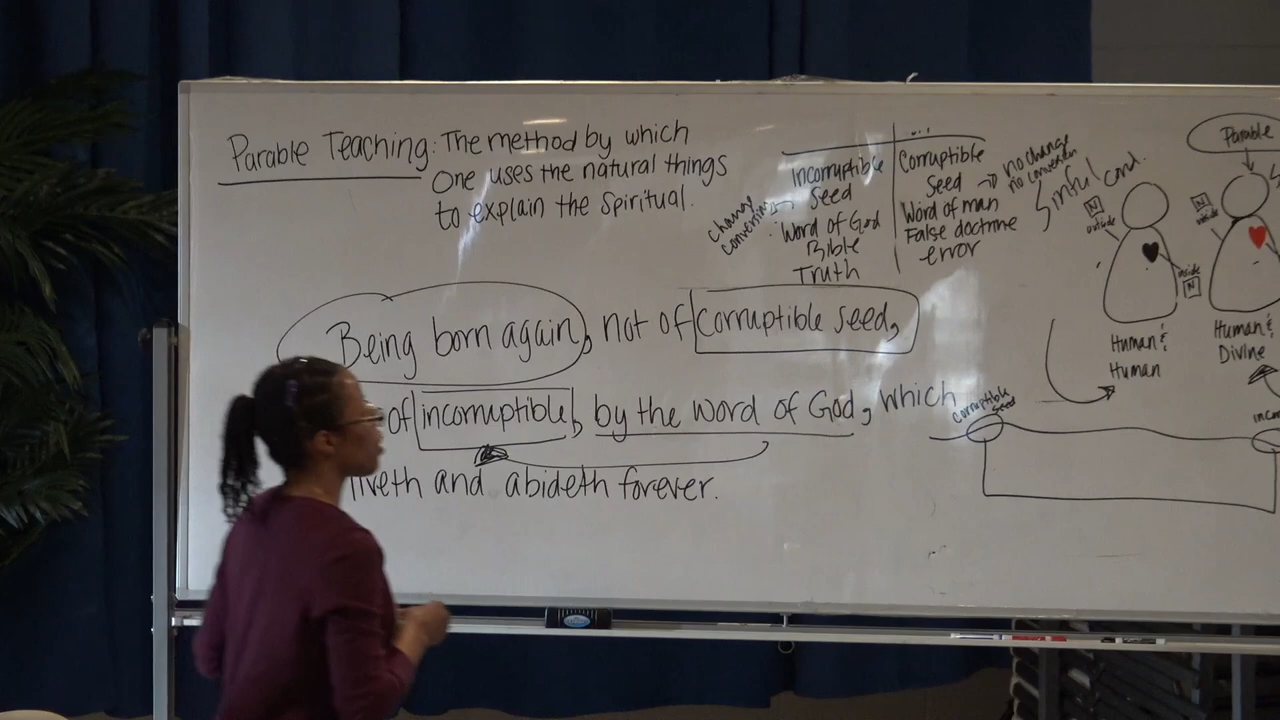 Parable Teaching: The method by which
One uses the natural things
to explain the Spiritual.
Incorruptible
Seed
Word of God
Bible
Truth
change
conversion
...
Corruptible
Seed
Word of man
False doctrine
error
no change
no conversion
Sinful cond.
N
outside
inside
N
Human &
Human
Parable
N
Human &
Divine
Being born again, not of corruptible seed,
of incorruptible, by the word of God, which
liveth and abideth forever.
corruptible
seed